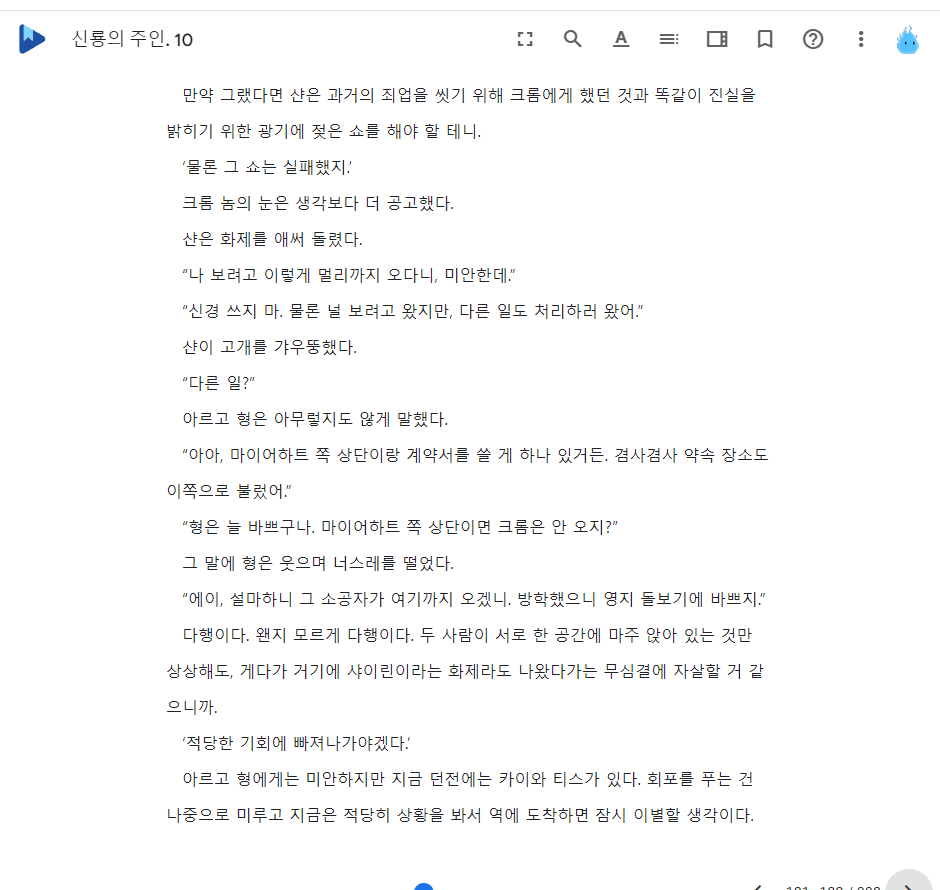 신룡의 주인. 10
만약 그랬다면 샨은 과거의 죄업을 씻기 위해 크롬에게 했던 것과 똑같이 진실을
밝히기 위한 광기에 젖은 쇼를 해야 할 테니.
‘물론 그 쇼는 실패했지.’
크롬 놈의 눈은 생각보다 더 공고했다.
샨은 화제를 애써 돌렸다.
“나 보려고 이렇게 멀리까지 오다니, 미안한데.”
“신경 쓰지 마. 물론 널 보려고 왔지만, 다른 일도 처리하러 왔어.”
샨이 고개를 갸우뚱했다.
“다른 일?”
아르고 형은 아무렇지도 않게 말했다.
“아아, 마이어하트 쪽 상단이랑 계약서를 쓸 게 하나 있거든. 겸사겸사 약속 장소도
이쪽으로 불렀어.”
“형은 늘 바쁘구나. 마이어하트 쪽 상단이면 크롬은 안 오지?”
그 말에 형은 웃으며 너스레를 떨었다.
“에이, 설마하니 그 소공자가 여기까지 오겠니. 방학했으니 영지 돌보기에 바쁘지.”
다행이다. 왠지 모르게 다행이다. 두 사람이 서로 한 공간에 마주 앉아 있는 것만
상상해도, 게다가 거기에 샤이린이라는 화제라도 나왔다가는 무심결에 자살할 거 같
으니까.
‘적당한 기회에 빠져나가야겠다.’
아르고 형에게는 미안하지만 지금 던전에는 카이와 티스가 있다. 회포를 푸는 건
나중으로 미루고 지금은 적당히 상황을 봐서 역에 도착하면 잠시 이별할 생각이다.